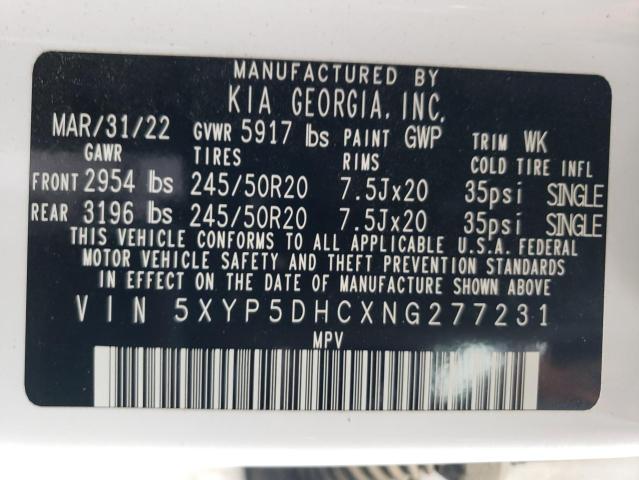 MANUFACTURED BY
KIA GEORGIA, INC.
MAR/31/22 GVWR 5917 lbs PAINT GWP TRIM WK
GAWR TIRES RIMS COLD TIRE INFL
FRONT 2954 lbs 245/50R20 7.5Jx20 35psi SINGLE
REAR 3196 lbs 245/50R20 7.5Jx20 35psi SINGLE
THIS VEHICLE CONFORMS TO ALL APPLICABLE U.S.A. FEDERAL
MOTOR VEHICLE SAFETY AND THEFT PREVENTION STANDARDS
IN EFFECT ON THE DATE OF MANUFACTURE SHOWN ABOVE.
VIN 5XYP5DHCXNG277231
MPV